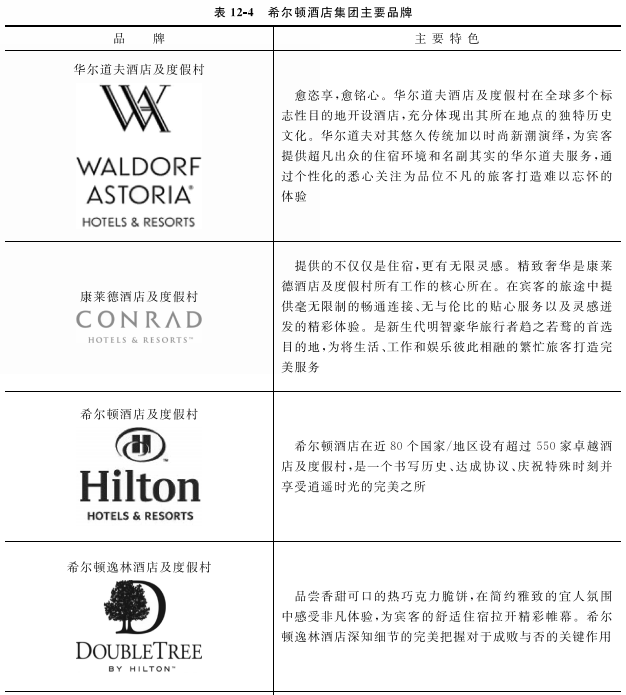 表 12-4 希尔顿酒店集团主要品牌
品 牌
主要特色
华尔道夫酒店及度假村
WA
WALDORF
ASTORIA®
HOTELS & RESORTS
愈恣享,愈铭心。华尔道夫酒店及度假村在全球多个标
志性目的地开设酒店,充分体现出其所在地点的独特历史
文化。华尔道夫对其悠久传统加以时尚新潮演绎,为宾客
提供超凡出众的住宿环境和名副其实的华尔道夫服务,通
过个性化的悉心关注为品位不凡的旅客打造难以忘怀的
体验
康莱德酒店及度假村
CONRAD
HOTELS & RESORTS™
提供的不仅仅是住宿,更有无限灵感。精致奢华是康莱
德酒店及度假村所有工作的核心所在。在宾客的旅途中提
供毫无限制的畅通连接、无与伦比的贴心服务以及灵感迸
发的精彩体验。是新生代明智豪华旅行者趋之若鹜的首选
目的地,为将生活、工作和娱乐彼此相融的繁忙旅客打造完
美服务
希尔顿酒店及度假村
H
Hilton
HOTELS & RESORTS
希尔顿酒店在近 80 个国家/地区设有超过 550 家卓越酒
店及度假村,是一个书写历史、达成协议、庆祝特殊时刻并
享受逍遥时光的完美之所
希尔顿逸林酒店及度假村
D
DOUBLETREE
BY HILTON™
品尝香甜可口的热巧克力脆饼,在简约雅致的宜人氛围
中感受非凡体验,为宾客的舒适住宿拉开精彩帷幕。希尔
顿逸林酒店深知细节的完美把握对于成败与否的关键作用